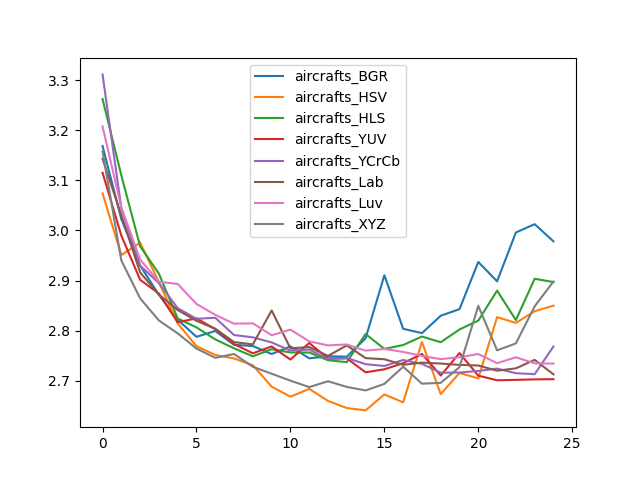 3.3
3.2
3.1
3.0
2.9
2.8
2.7
0
5
10
15
20
25
aircrafts_BGR
aircrafts_HSV
aircrafts_HLS
aircrafts_YUV
aircrafts_YCrCb
aircrafts_Lab
aircrafts_Luv
aircrafts_XYZ